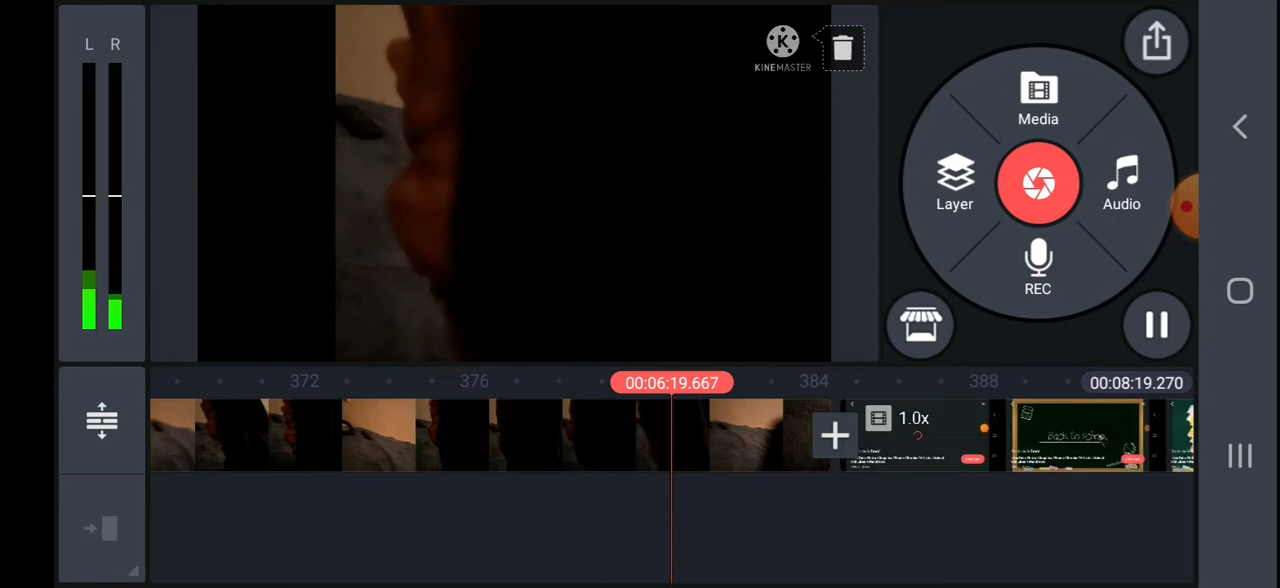 L R
KINEMASTER
Media
Layer
Audio
REC
372
376
00:06:19.667
384
388
00:08:19.270
1.0x
Back to school